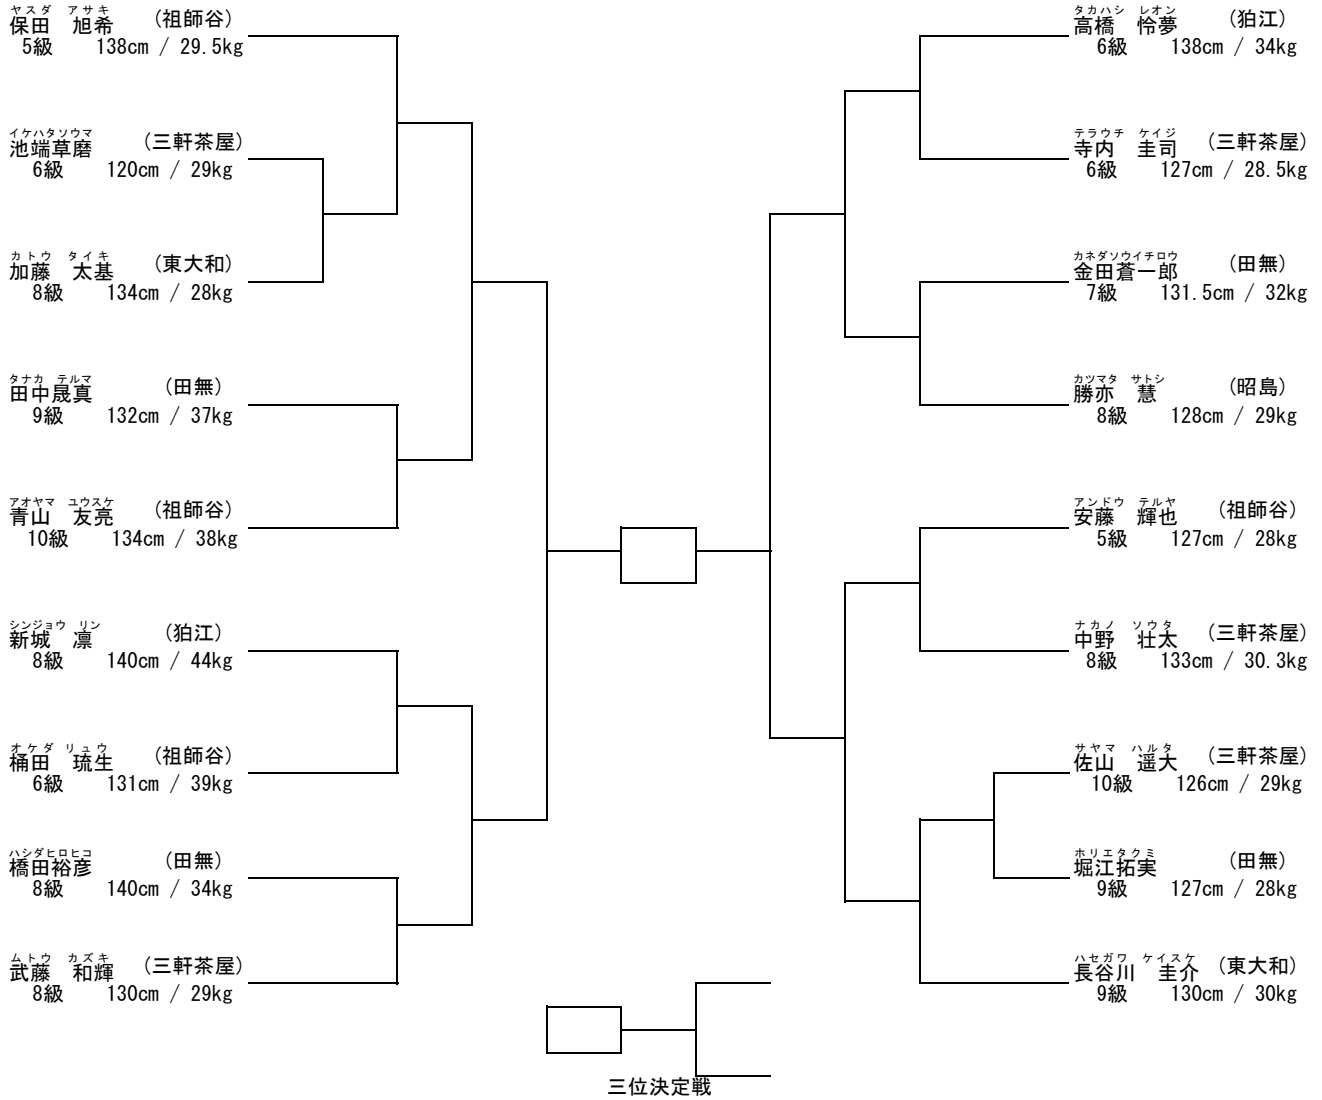 ヤスダ　アサキ
保田　旭希　（祖師谷）
5級　138cm / 29.5kg
イケハタソウマ
池端草磨　（三軒茶屋）
6級　120cm / 29kg
カトウ　タイキ
加藤　太基　（東大和）
8級　134cm / 28kg
タナカ　テルマ
田中晟真　（田無）
9級　132cm / 37kg
アオヤマ　ユウスケ
青山　友亮　（祖師谷）
10級　134cm / 38kg
シンジョウ　リン
新城　凛　（狛江）
8級　140cm / 44kg
オケダ　リュウ
桶田　琉生　（祖師谷）
6級　131cm / 39kg
ハシダヒロヒコ
橋田裕彦　（田無）
8級　140cm / 34kg
ムトウ　カズキ
武藤　和輝　（三軒茶屋）
8級　130cm / 29kg
タカハシ　レオン
高橋　怜夢　（狛江）
6級　138cm / 34kg
テラウチ　ケイジ
寺内　圭司　（三軒茶屋）
6級　127cm / 28.5kg
カネダソウイチロウ
金田蒼一郎　（田無）
7級　131.5cm / 32kg
カツマタ　サトシ
勝亦　慧　（昭島）
8級　128cm / 29kg
アンドウ　テルヤ
安藤　輝也　（祖師谷）
5級　127cm / 28kg
ナカノ　ソウタ
中野　壮太　（三軒茶屋）
8級　133cm / 30.3kg
サヤマ　ハルタ
佐山　遥大　（三軒茶屋）
10級　126cm / 29kg
ホリエタクミ
堀江拓実　（田無）
9級　127cm / 28kg
ハセガワ　ケイスケ
長谷川　圭介　（東大和）
9級　130cm / 30kg
三位決定戦